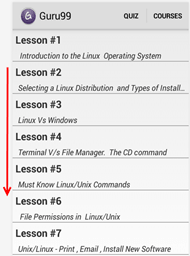 Guru99 QUIZ COURSES
Lesson #1
Introduction to the Linux Operating System
Lesson #2
Selecting a Linux Distribution and Types of Install...
Lesson #3
Linux Vs Windows
Lesson #4
Terminal V/s File Manager. The CD command
Lesson #5
Must Know Linux/Unix Commands
Lesson #6
File Permissions in Linux/Unix
Lesson #7
Unix/Linux - Print , Email , Install New Software